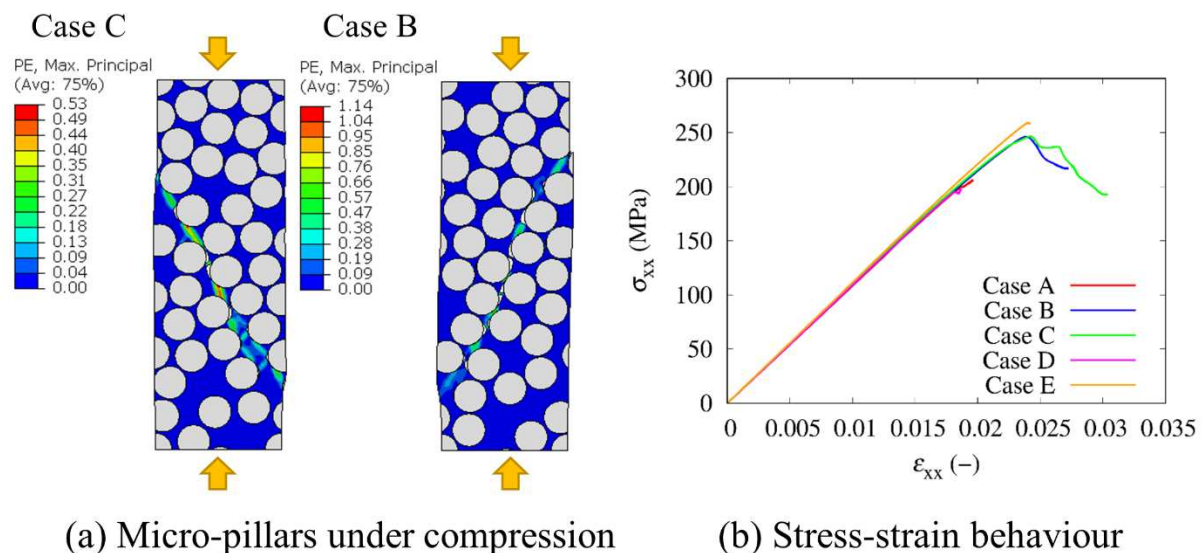 Case C
PE, Max. Principal
(Avg: 75%)
0.53
0.49
0.44
0.40
0.35
0.31
0.27
0.22
0.18
0.13
0.09
0.04
0.00
Case B
PE, Max. Principal
(Avg: 75%)
1.14
1.04
0.95
0.85
0.76
0.66
0.57
0.47
0.38
0.28
0.19
0.09
0.00
(a) Micro-pillars under compression
300
250
200
150
100
50
0
σxx (MPa)
Case A
Case B
Case C
Case D
Case E
0 0.005 0.01 0.015 0.02 0.025 0.03 0.035
εxx (–)
(b) Stress-strain behaviour